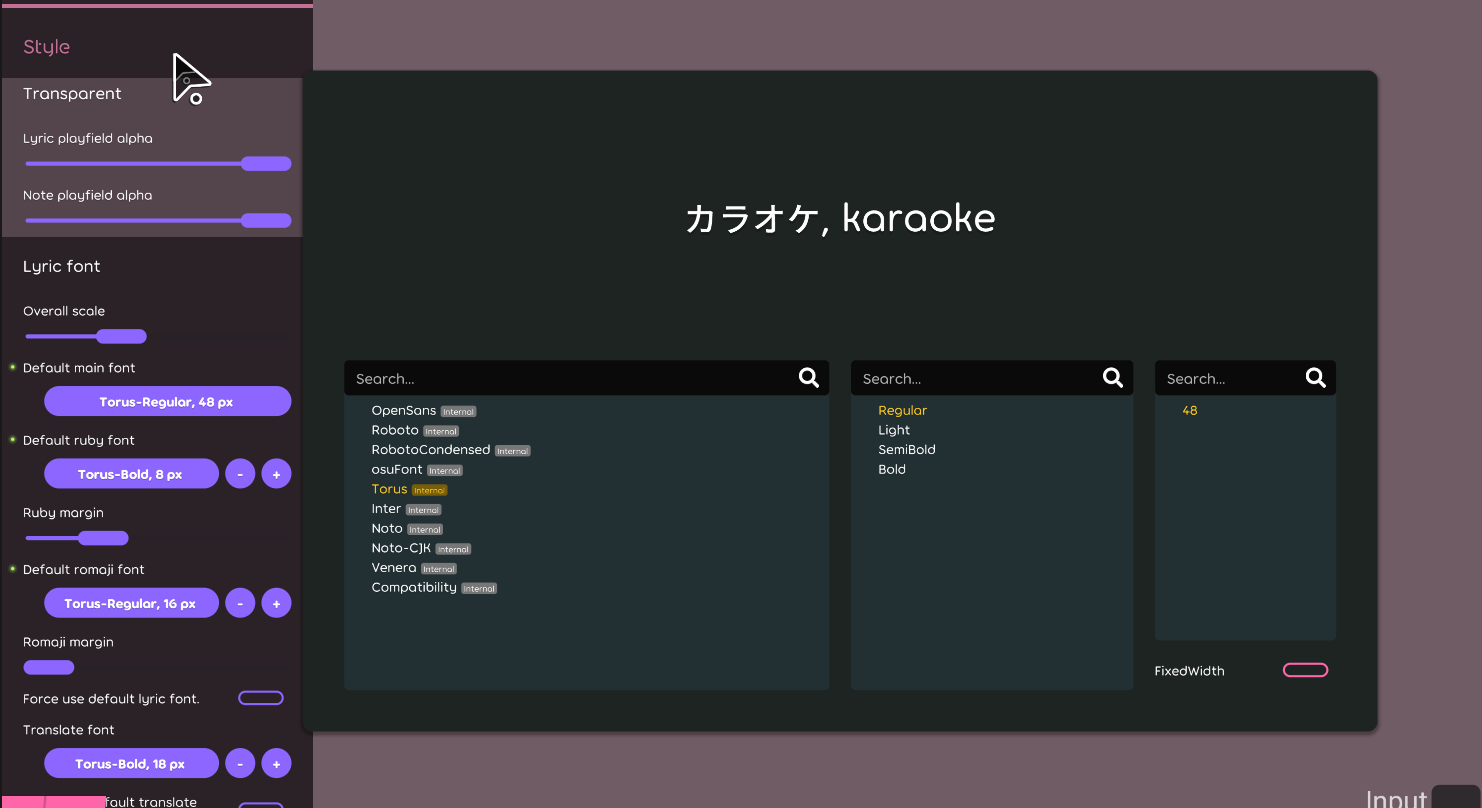 Style
Transparent
Lyric playfield alpha
Note playfield alpha
Lyric font
Overall scale
Default main font
Torus-Regular, 48 px
Default ruby font
Torus-Bold, 8 px - +
Ruby margin
Default romaji font
Torus-Regular, 16 px - +
Romaji margin
Force use default lyric font.
Translate font
Torus-Bold, 18 px - +
fault translate
カラオケ, karaoke
Search...
OpenSans Internal
Roboto Internal
RobotoCondensed Internal
osuFont Internal
Torus Internal
Inter Internal
Noto Internal
Noto-CJK Internal
Venera Internal
Compatibility Internal
Search...
Regular
Light
SemiBold
Bold
Search...
48
FixedWidth
Input